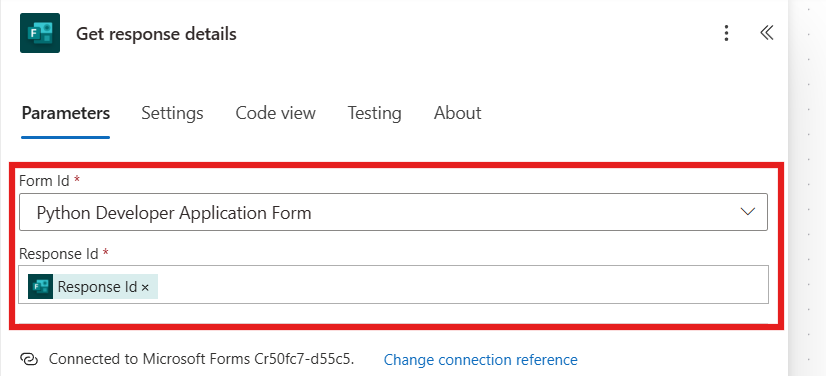 Get response details
Parameters Settings Code view Testing About
Form Id *
Python Developer Application Form
Response Id *
Response Id ×
Connected to Microsoft Forms Cr50fc7-d55c5. Change connection reference